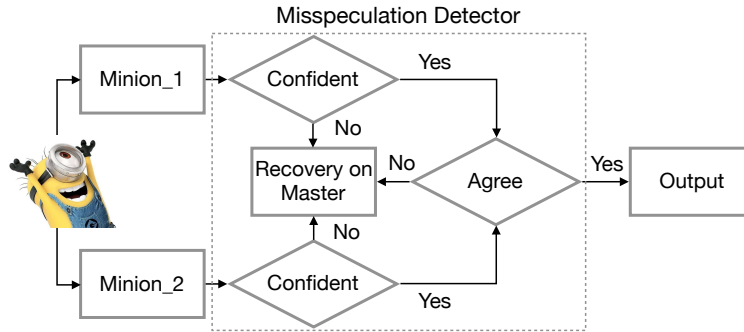 Misspeculation Detector
Minion_1
Confident
Yes
No
Recovery on
Master
No
Agree
Yes
Output
No
Minion_2
Confident
Yes